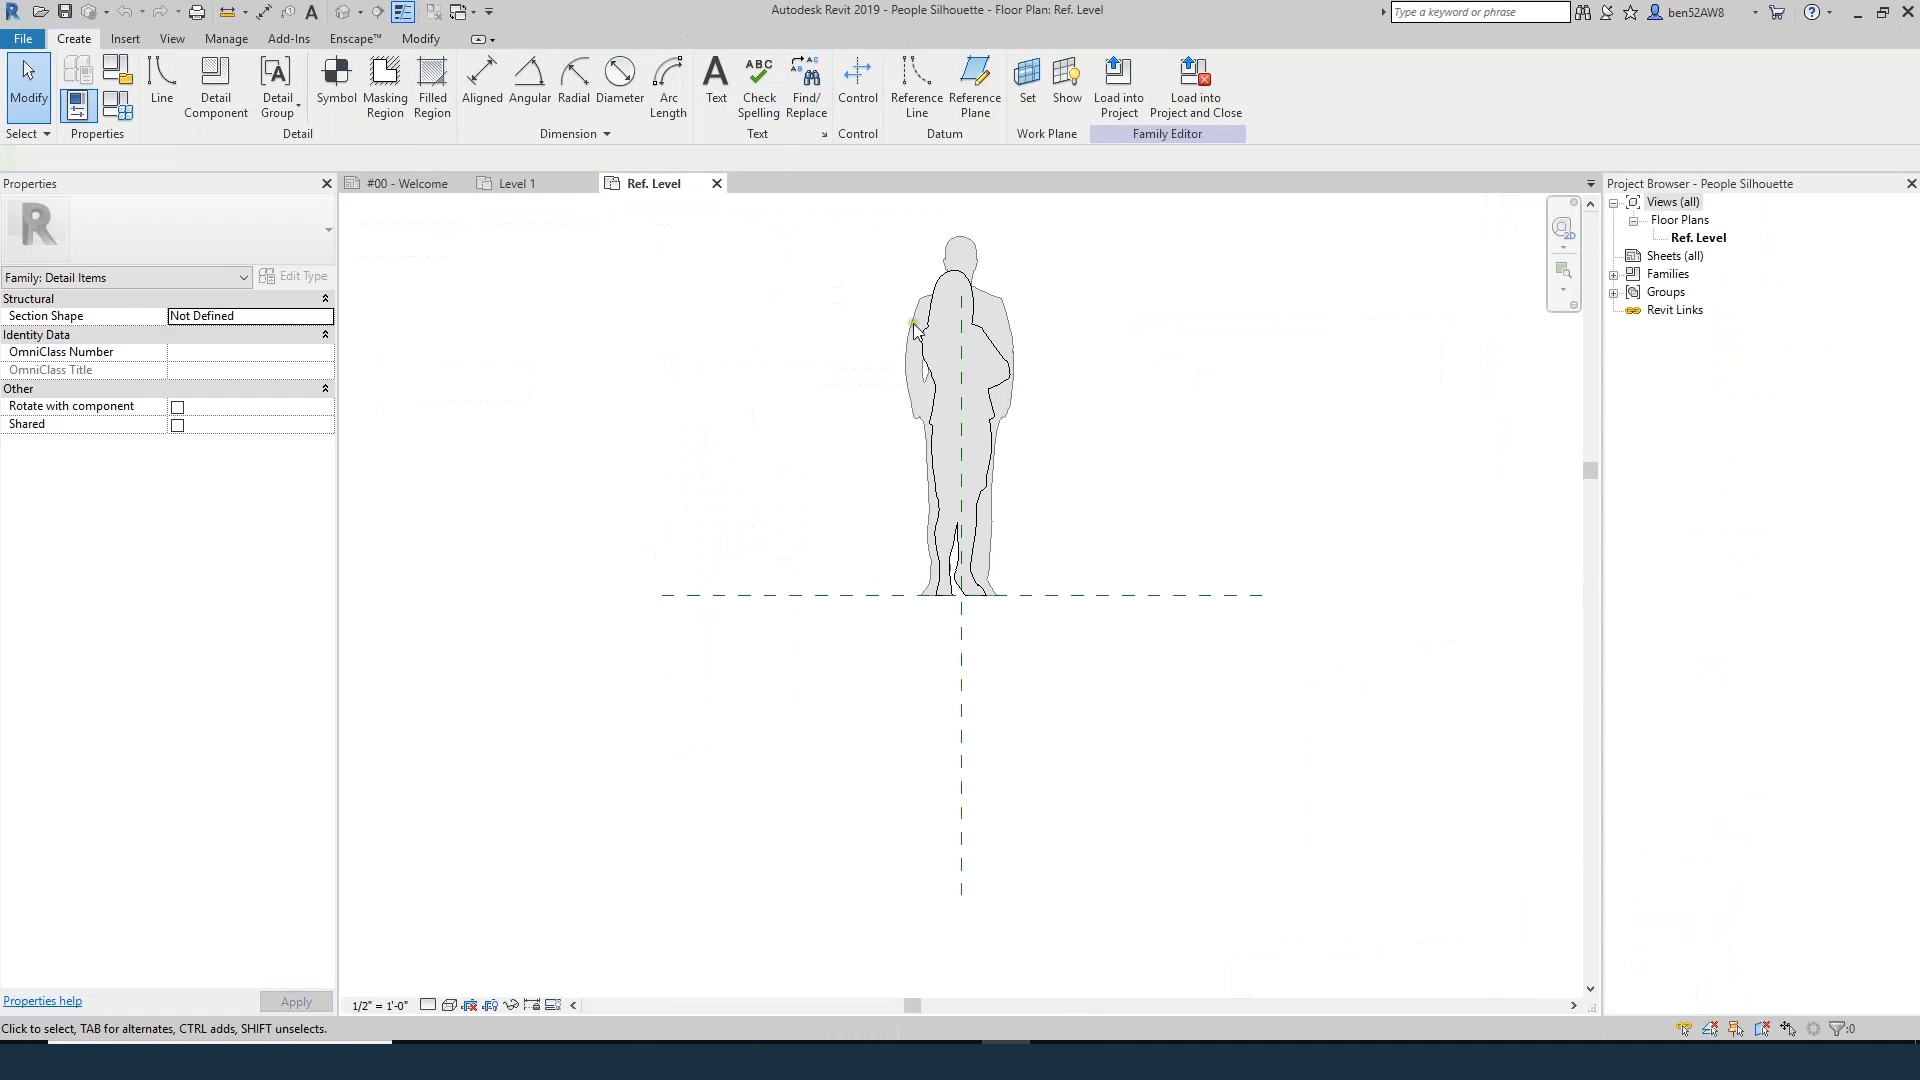 Autodesk Revit 2019 - People Silhouette - Floor Plan: Ref. Level
Type a keyword or phrase
ben52AW8
File Create Insert View Manage Add-Ins Enscape™ Modify
Modify
Line
Detail Component
Detail Group
Symbol
Masking Region
Filled Region
Aligned
Angular
Radial
Diameter
Arc Length
Text
ABC
Check Spelling
Find/ Replace
Control
Reference Line
Reference Plane
Set
Show
Load into Project
Load into Project and Close
Select
Properties
Detail
Dimension
Text
Control
Datum
Work Plane
Family Editor
Properties
#00 - Welcome
Level 1
Ref. Level
Project Browser - People Silhouette
R
Family: Detail Items
Edit Type
Structural
Section Shape Not Defined
Identity Data
OmniClass Number
OmniClass Title
Other
Rotate with component
Shared
Views (all)
Floor Plans
Ref. Level
Sheets (all)
Families
Groups
Revit Links
2D
Properties help
Apply
1/2" = 1'-0"
Click to select, TAB for alternates, CTRL adds, SHIFT unselects.
:0